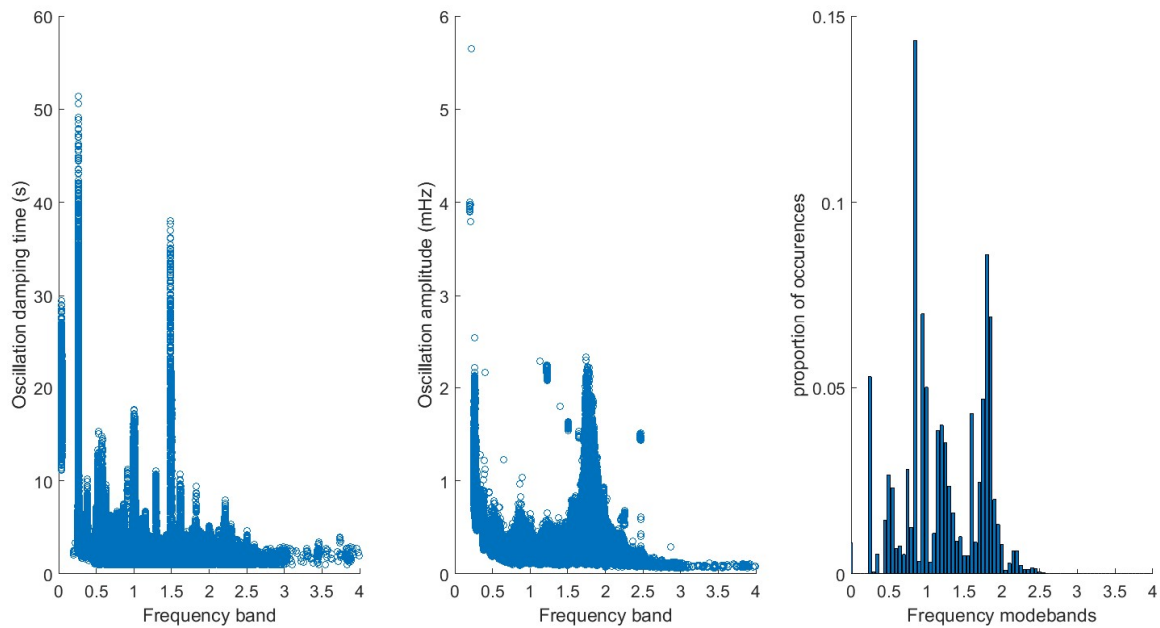 60
50
40
30
20
10
0
Oscillation damping time (s)
0 0.5 1 1.5 2 2.5 3 3.5 4
Frequency band
6
5
4
3
2
1
0
Oscillation amplitude (mHz)
0 0.5 1 1.5 2 2.5 3 3.5 4
Frequency band
0.15
0.1
0.05
0
proportion of occurences
0 0.5 1 1.5 2 2.5 3 3.5 4
Frequency modebands